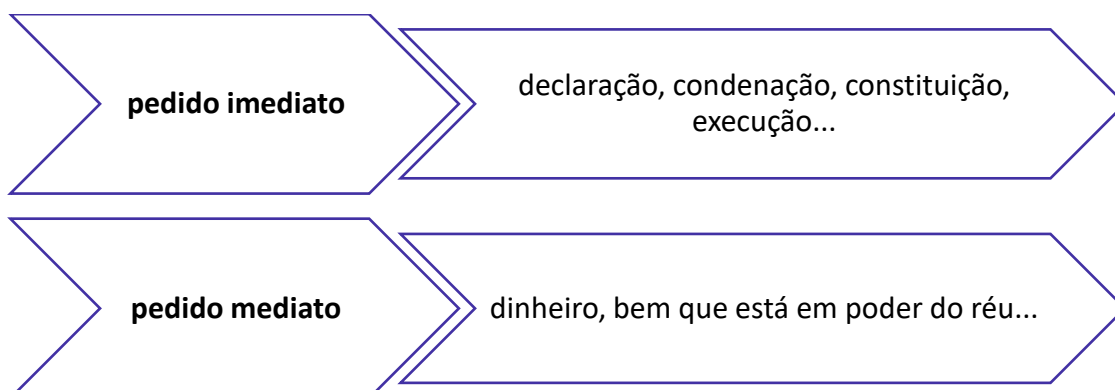 pedido imediato
declaração, condenação, constituição,
execução...
pedido mediato
dinheiro, bem que está em poder do réu...